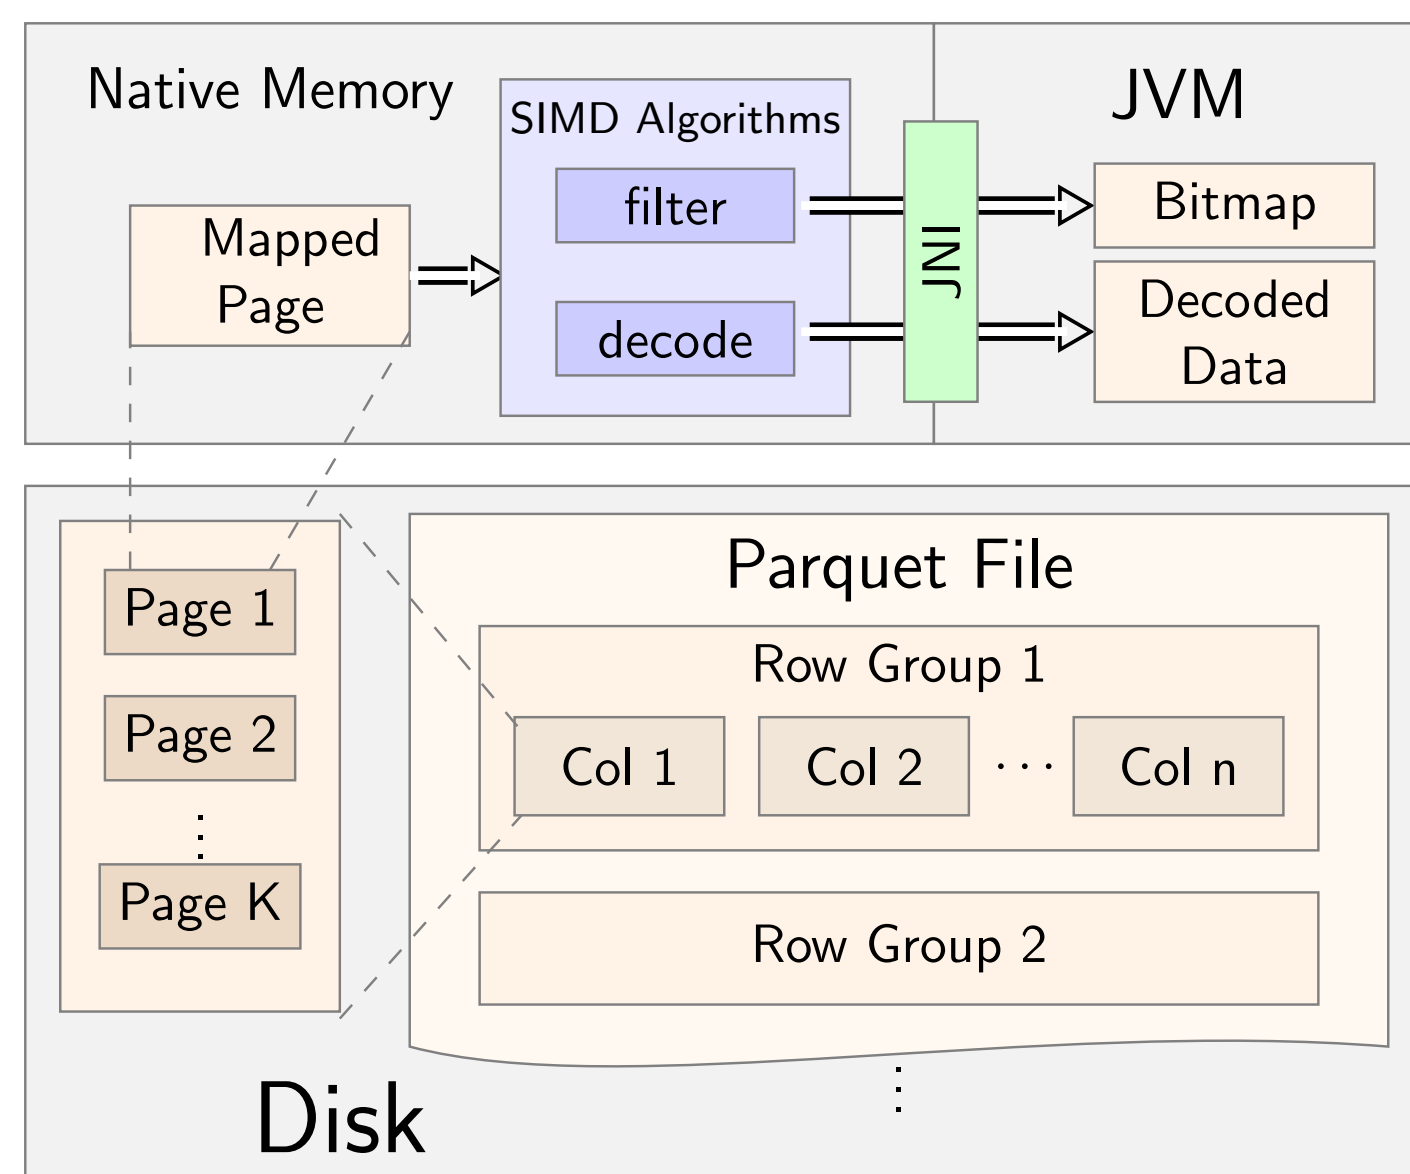 Native Memory
SIMD Algorithms
JVM
Mapped
Page
filter
decode
JNI
Bitmap
Decoded
Data
Page 1
Page 2
⋮
Page K
Parquet File
Row Group 1
Col 1
Col 2
···
Col n
Row Group 2
⋮
Disk